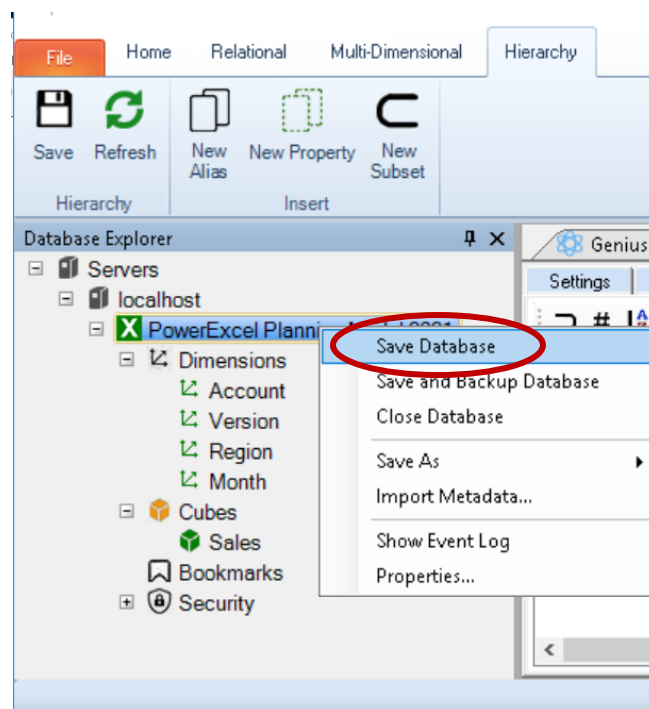 File Home Relational Multi-Dimensional Hierarchy
Save Refresh New Alias New Property New Subset
Hierarchy Insert
Database Explorer
Genius
Servers
Settings
localhost
PowerExcel
Save Database
Dimensions
Save and Backup Database
Account
Close Database
Version
Region
Save As
Month
Import Metadata...
Cubes
Sales
Show Event Log
Bookmarks
Properties...
Security